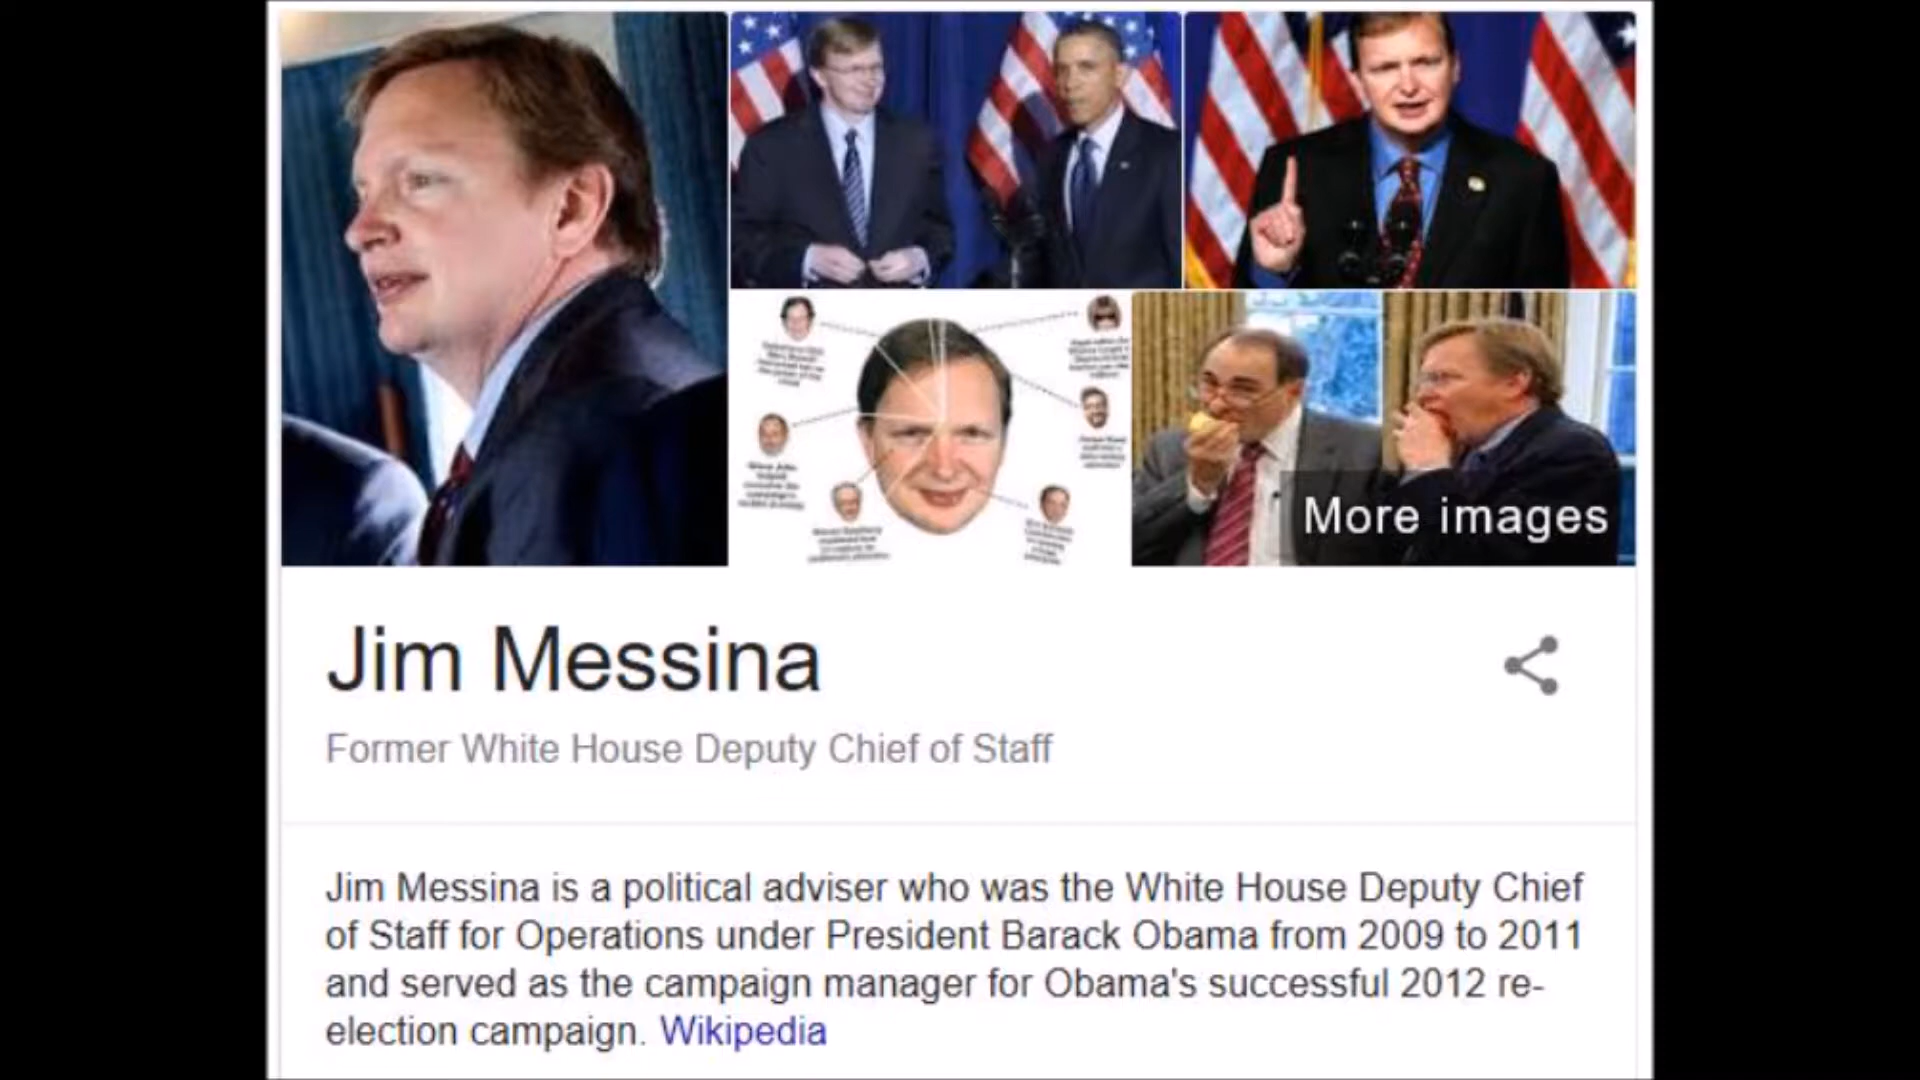 More images
Jim Messina
Former White House Deputy Chief of Staff
Jim Messina is a political adviser who was the White House Deputy Chief
of Staff for Operations under President Barack Obama from 2009 to 2011
and served as the campaign manager for Obama's successful 2012 re-
election campaign. Wikipedia